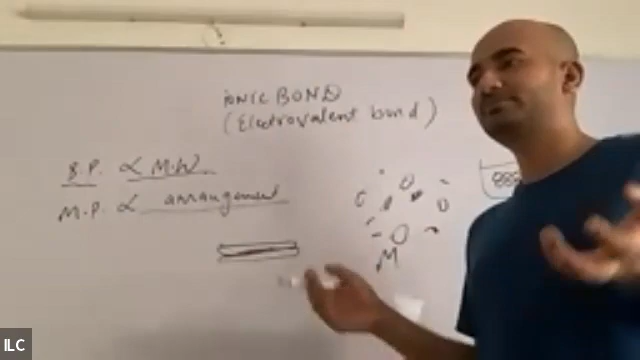 IONIC BOND
(Electrovalent bond)
B.P. ∝ M.W
M.P. ∝ arrangement
M
ILC